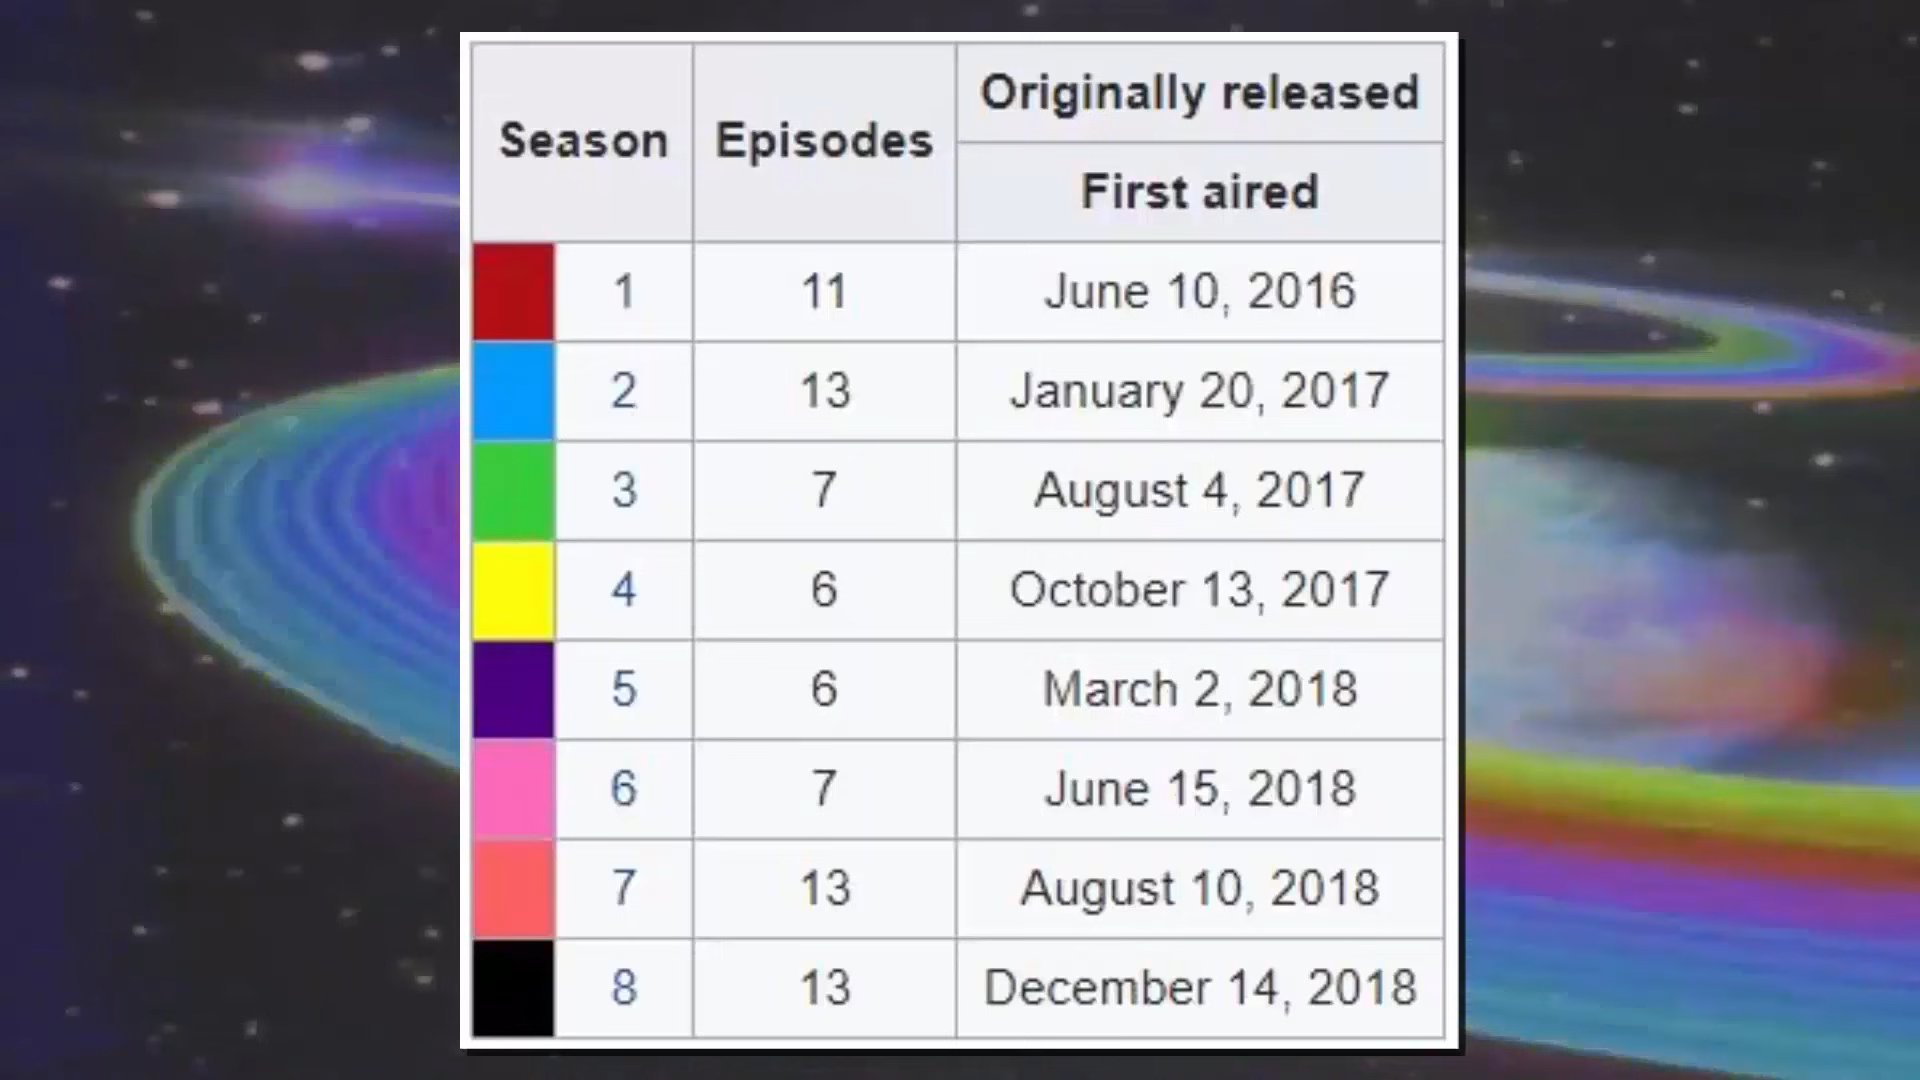 Season Episodes Originally released
First aired
1 11 June 10, 2016
2 13 January 20, 2017
3 7 August 4, 2017
4 6 October 13, 2017
5 6 March 2, 2018
6 7 June 15, 2018
7 13 August 10, 2018
8 13 December 14, 2018